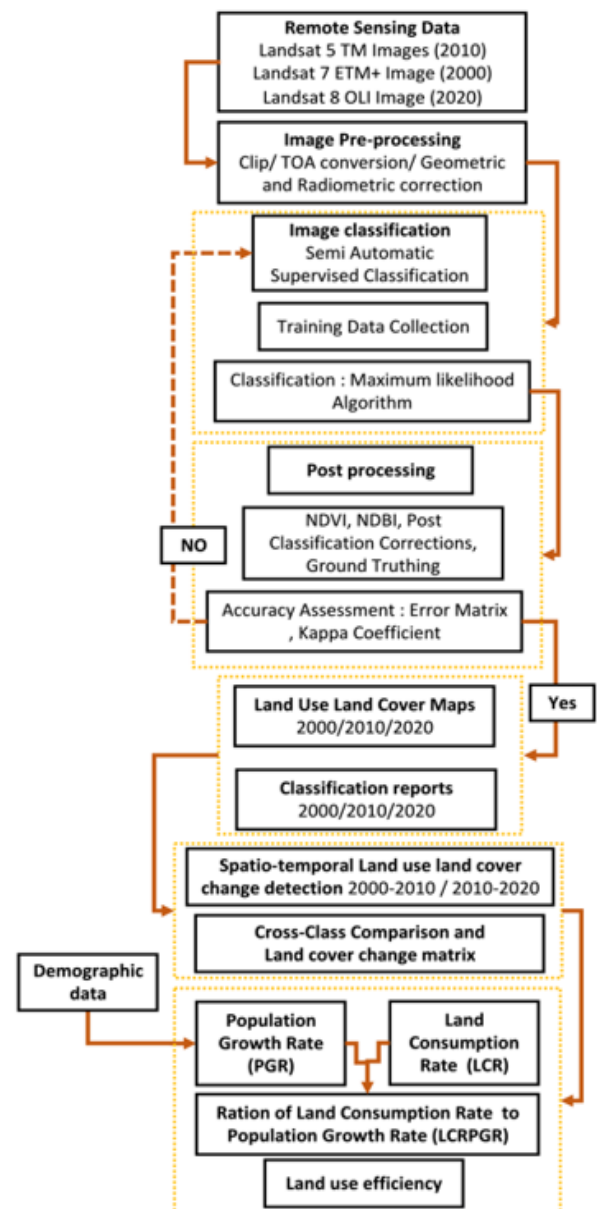 Remote Sensing Data
Landsat 5 TM Images (2010)
Landsat 7 ETM+ Image (2000)
Landsat 8 OLI Image (2020)
Image Pre-processing
Clip/ TOA conversion/ Geometric
and Radiometric correction
Image classification
Semi Automatic
Supervised Classification
Training Data Collection
Classification : Maximum likelihood
Algorithm
Post processing
NDVI, NDBI, Post
Classification Corrections,
Ground Truthing
NO
Accuracy Assessment : Error Matrix
, Kappa Coefficient
Yes
Land Use Land Cover Maps
2000/2010/2020
Classification reports
2000/2010/2020
Spatio-temporal Land use land cover
change detection 2000-2010 / 2010-2020
Cross-Class Comparison and
Land cover change matrix
Demographic
data
Population
Growth Rate
(PGR)
Land
Consumption
Rate (LCR)
Ration of Land Consumption Rate to
Population Growth Rate (LCRPGR)
Land use efficiency